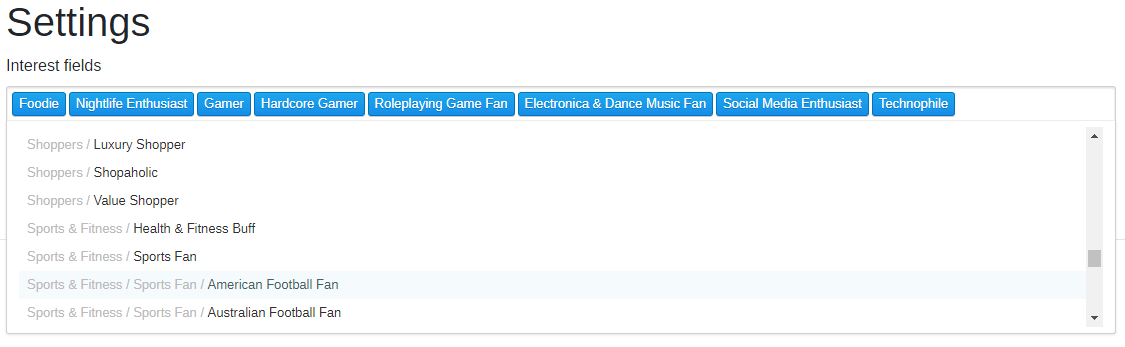 Settings
Interest fields
Foodie Nightlife Enthusiast Gamer Hardcore Gamer Roleplaying Game Fan Electronica & Dance Music Fan Social Media Enthusiast Technophile
Shoppers / Luxury Shopper
Shoppers / Shopaholic
Shoppers / Value Shopper
Sports & Fitness / Health & Fitness Buff
Sports & Fitness / Sports Fan
Sports & Fitness / Sports Fan / American Football Fan
Sports & Fitness / Sports Fan / Australian Football Fan